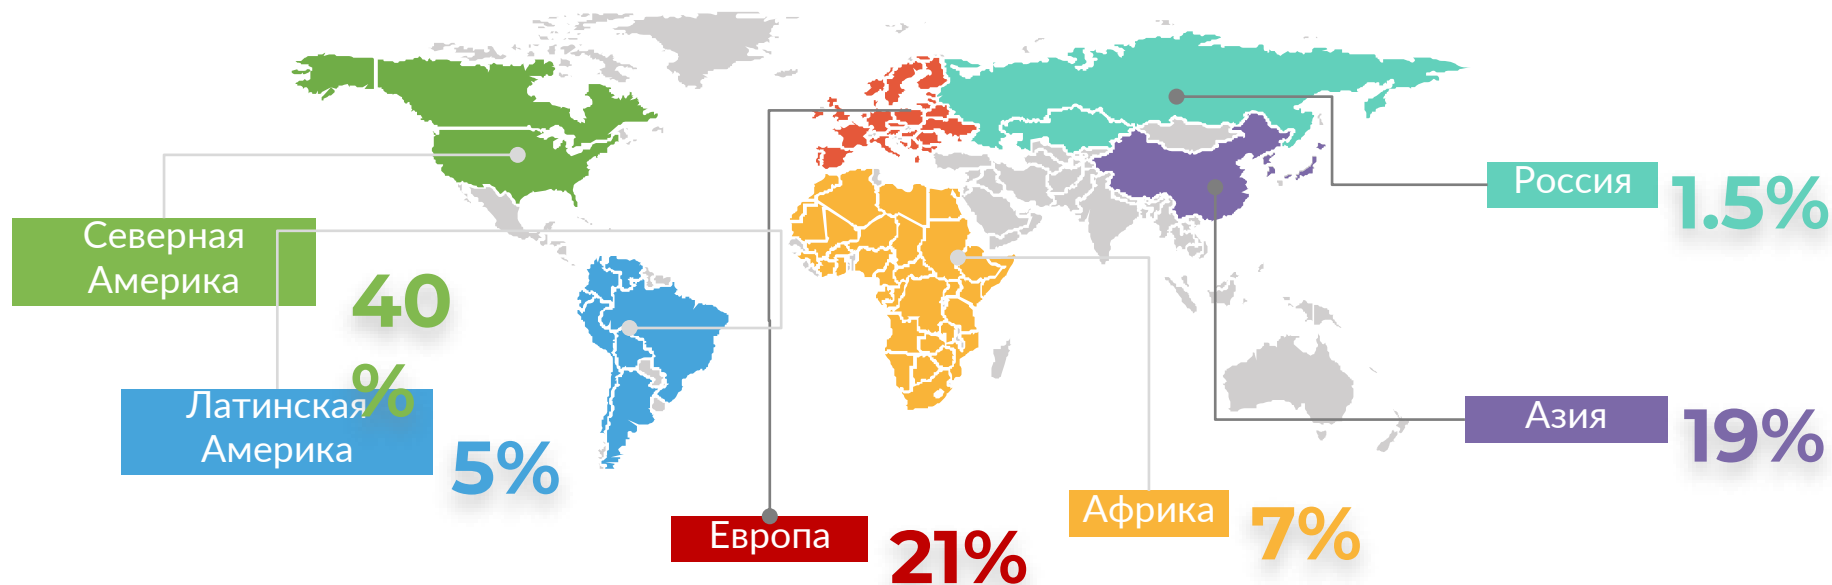 Северная
Америка
40
%
Латинская
Америка
5%
Европа
21%
Африка
7%
Россия
1.5%
Азия
19%